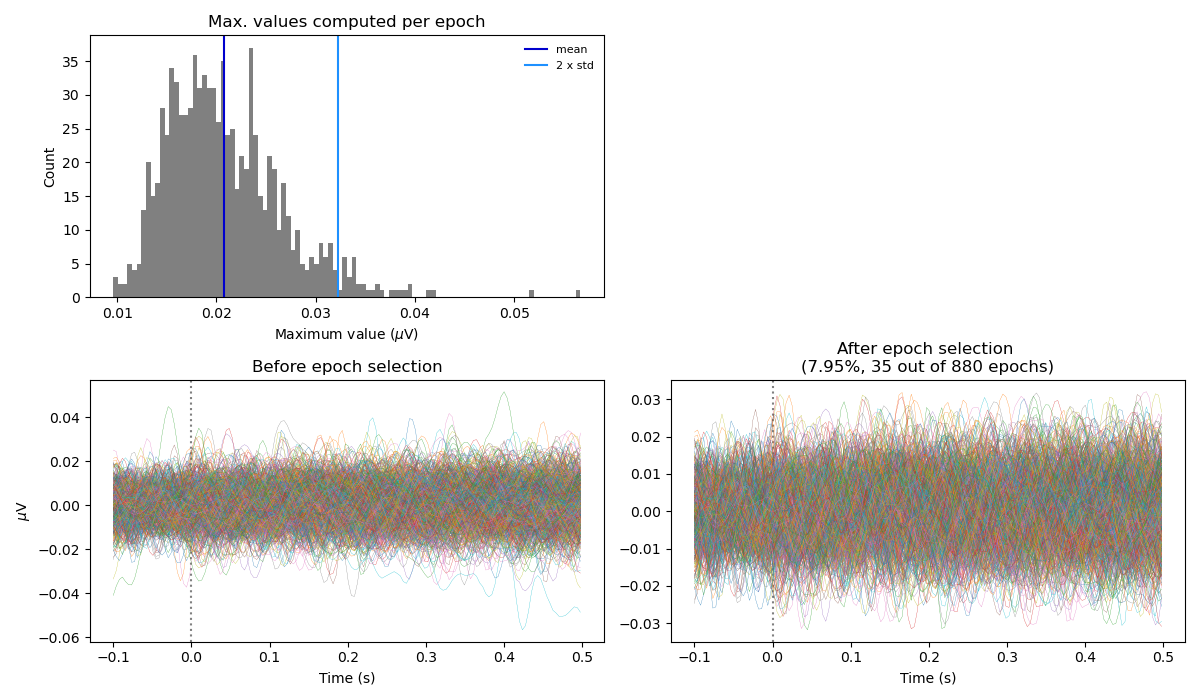 Max. values computed per epoch
mean
2 x std
35
30
25
20
15
10
5
0
Count
0.01 0.02 0.03 0.04 0.05
Maximum value (μV)
Before epoch selection
0.04
0.02
0.00
−0.02
−0.04
−0.06
μV
−0.1 0.0 0.1 0.2 0.3 0.4 0.5
Time (s)
After epoch selection
(7.95%, 35 out of 880 epochs)
0.03
0.02
0.01
0.00
−0.01
−0.02
−0.03
−0.1 0.0 0.1 0.2 0.3 0.4 0.5
Time (s)